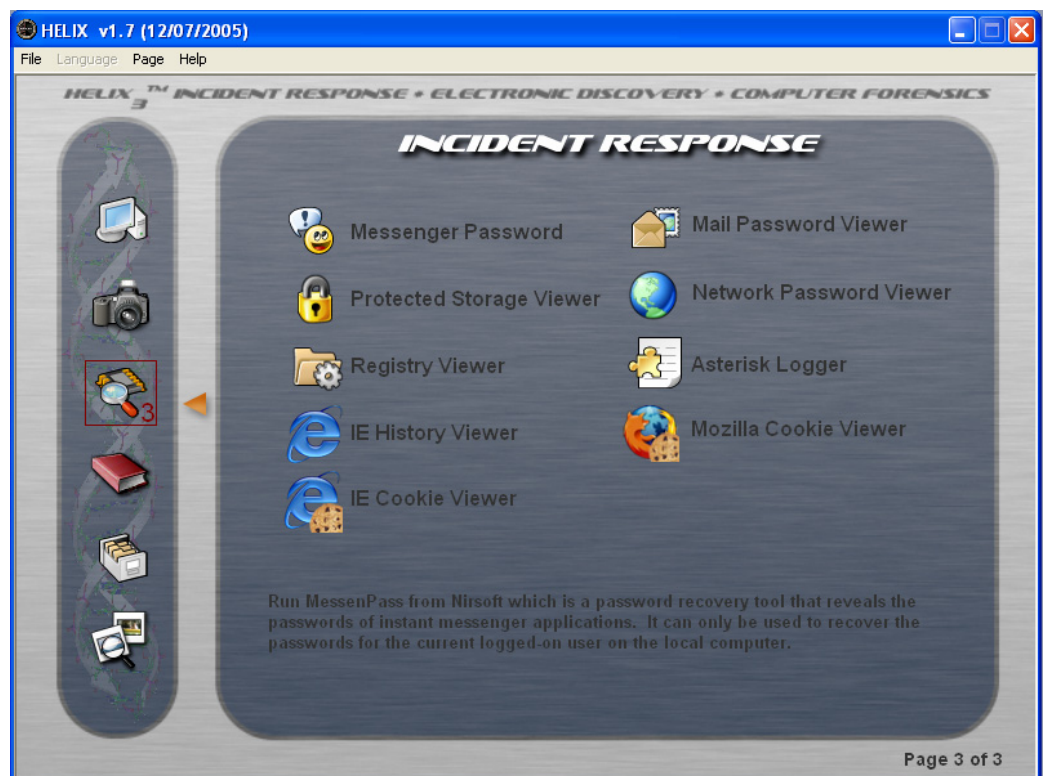 HELIX v1.7 (12/07/2005)
File Language Page Help
HELIX 3 ™ INCIDENT RESPONSE • ELECTRONIC DISCOVERY • COMPUTER FORENSICS
INCIDENT RESPONSE
Messenger Password
Mail Password Viewer
Protected Storage Viewer
Network Password Viewer
Registry Viewer
Asterisk Logger
3
IE History Viewer
Mozilla Cookie Viewer
IE Cookie Viewer
Run MessenPass from Nirsoft which is a password recovery tool that reveals the
passwords of instant messenger applications. It can only be used to recover the
passwords for the current logged-on user on the local computer.
Page 3 of 3